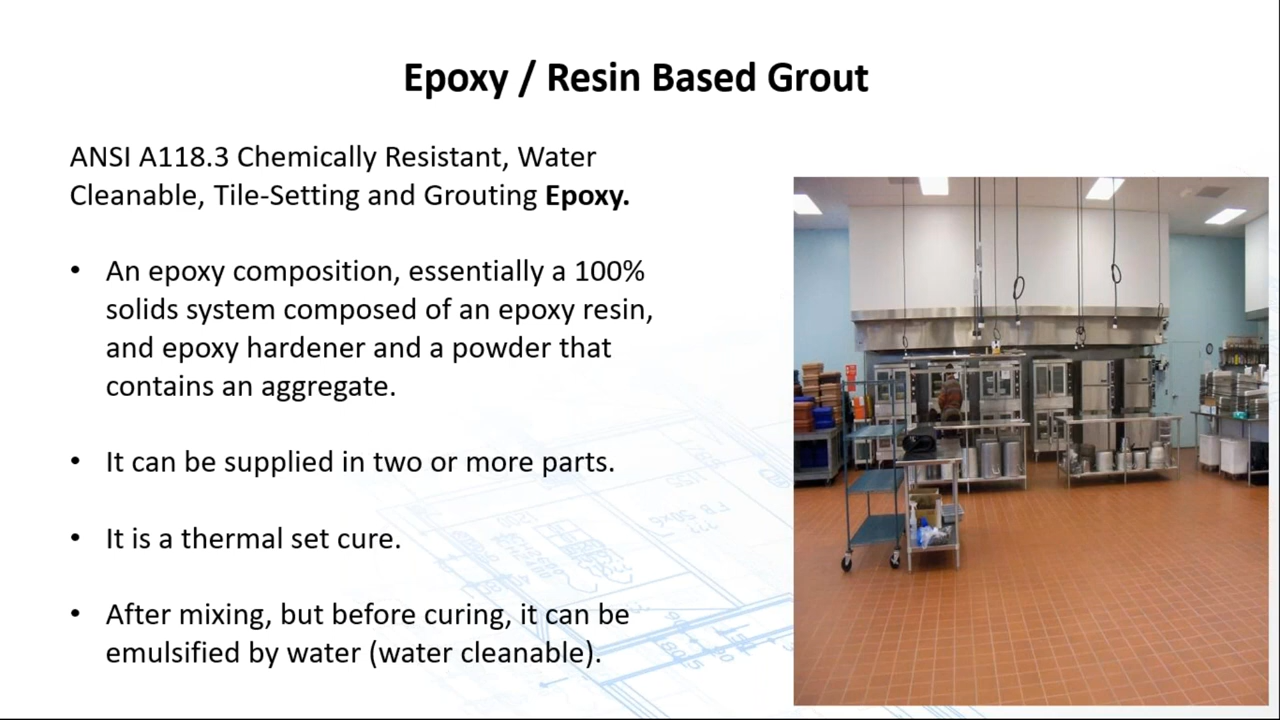 Epoxy / Resin Based Grout
ANSI A118.3 Chemically Resistant, Water
Cleanable, Tile-Setting and Grouting Epoxy.
• An epoxy composition, essentially a 100%
solids system composed of an epoxy resin,
and epoxy hardener and a powder that
contains an aggregate.
• It can be supplied in two or more parts.
• It is a thermal set cure.
• After mixing, but before curing, it can be
emulsified by water (water cleanable).